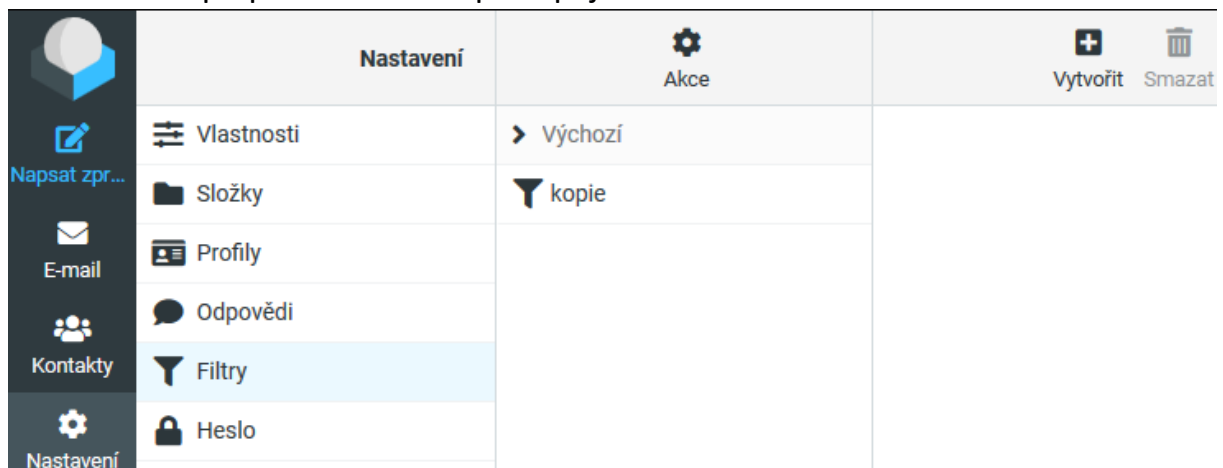 Nastavení
Akce
Vytvořit Smazat
Napsat zpr...
E-mail
Kontakty
Nastavení
Vlastnosti
Složky
Profily
Odpovědi
Filtry
Heslo
Výchozí
kopie